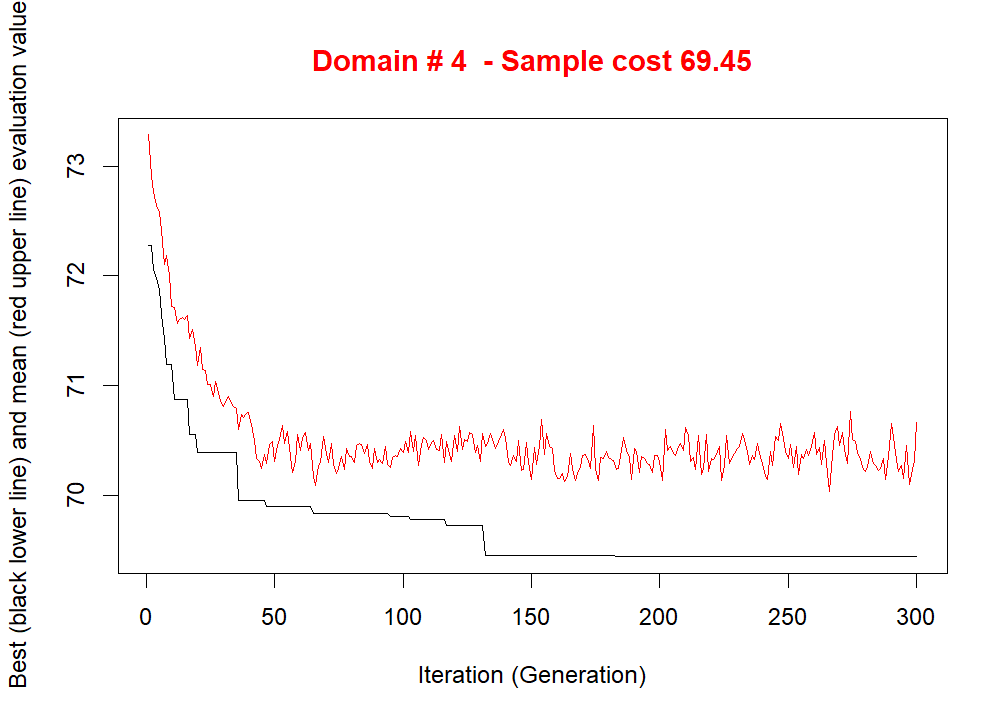 Domain # 4  - Sample cost 69.45
Best (black lower line) and mean (red upper line) evaluation value
73
72
71
70
0 50 100 150 200 250 300
Iteration (Generation)